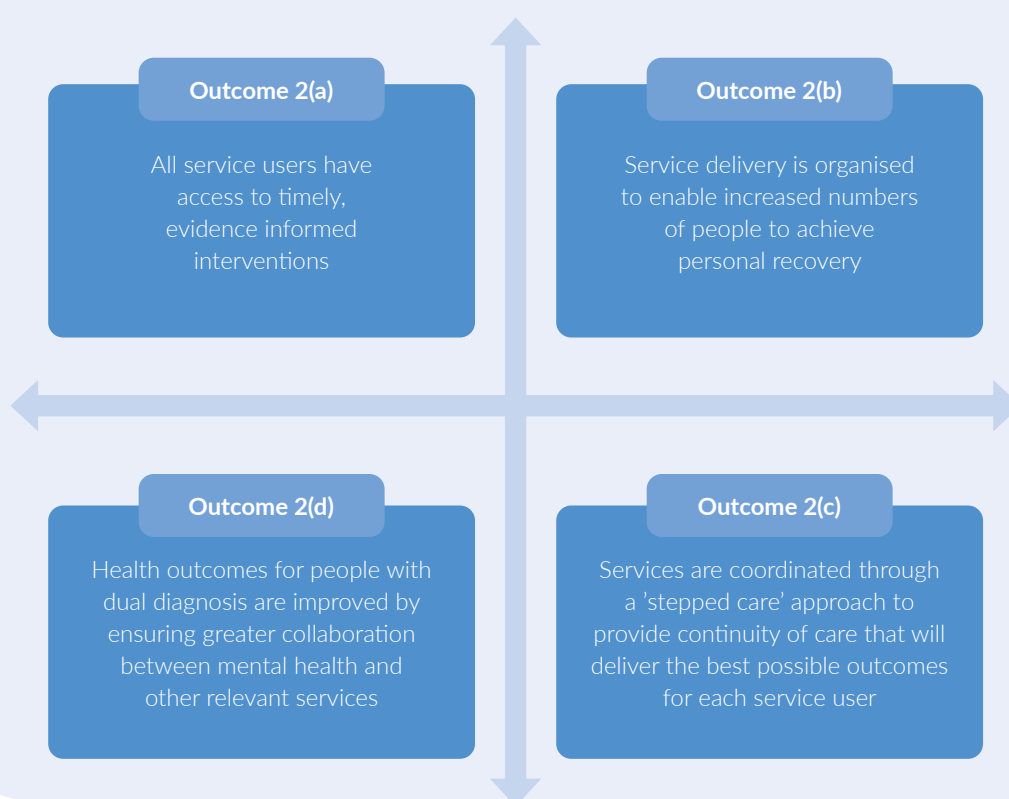 Outcome 2(a)
All service users have
access to timely,
evidence informed
interventions
Outcome 2(b)
Service delivery is organised
to enable increased numbers
of people to achieve
personal recovery
Outcome 2(d)
Health outcomes for people with
dual diagnosis are improved by
ensuring greater collaboration
between mental health and
other relevant services
Outcome 2(c)
Services are coordinated through
a ’stepped care’ approach to
provide continuity of care that will
deliver the best possible outcomes
for each service user